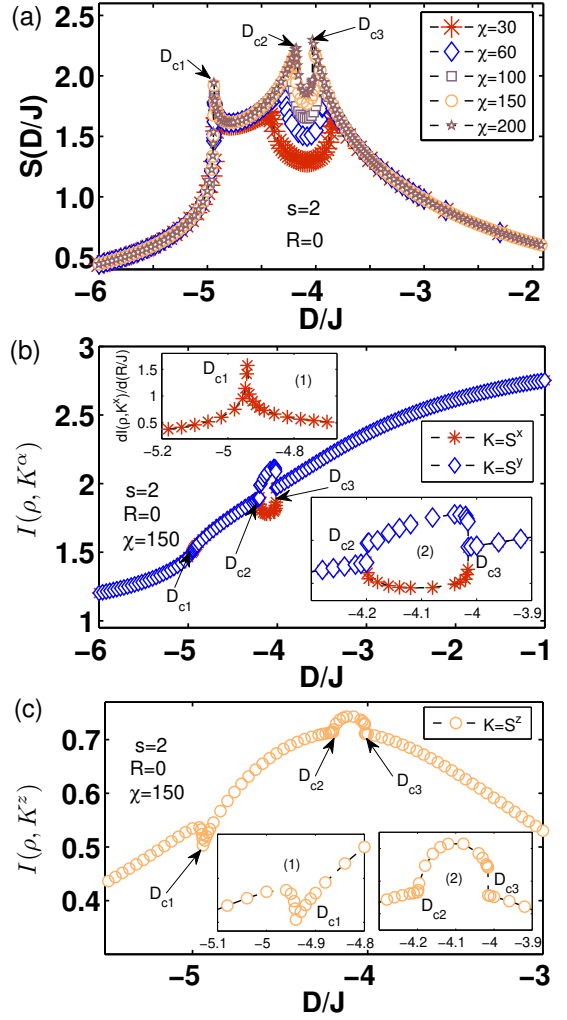 (a)
S(D/J)
2.5
2.0
1.5
1.0
0.5
D_c1
D_c2
D_c3
χ=30
χ=60
χ=100
χ=150
χ=200
s=2
R=0
−6 −5 −4 −3 −2
D/J
(b)
I(ρ, K^α)
3
2.5
2
1.5
1
dI(ρ,K^x)/d(R/J)
1.5
1
0.5
D_c1
(1)
−5.2 −5 −4.8
K=S^x
K=S^y
s=2
R=0
χ=150
D_c1
D_c2
D_c3
D_c2
(2)
D_c3
−4.2 −4.1 −4 −3.9
−6 −5 −4 −3 −2 −1
D/J
(c)
I(ρ, K^z)
0.7
0.6
0.5
0.4
s=2
R=0
χ=150
K=S^z
D_c1
D_c2
D_c3
(1)
D_c1
−5.1 −5 −4.9 −4.8
(2)
D_c2
D_c3
−4.2 −4.1 −4 −3.9
−5 −4 −3
D/J